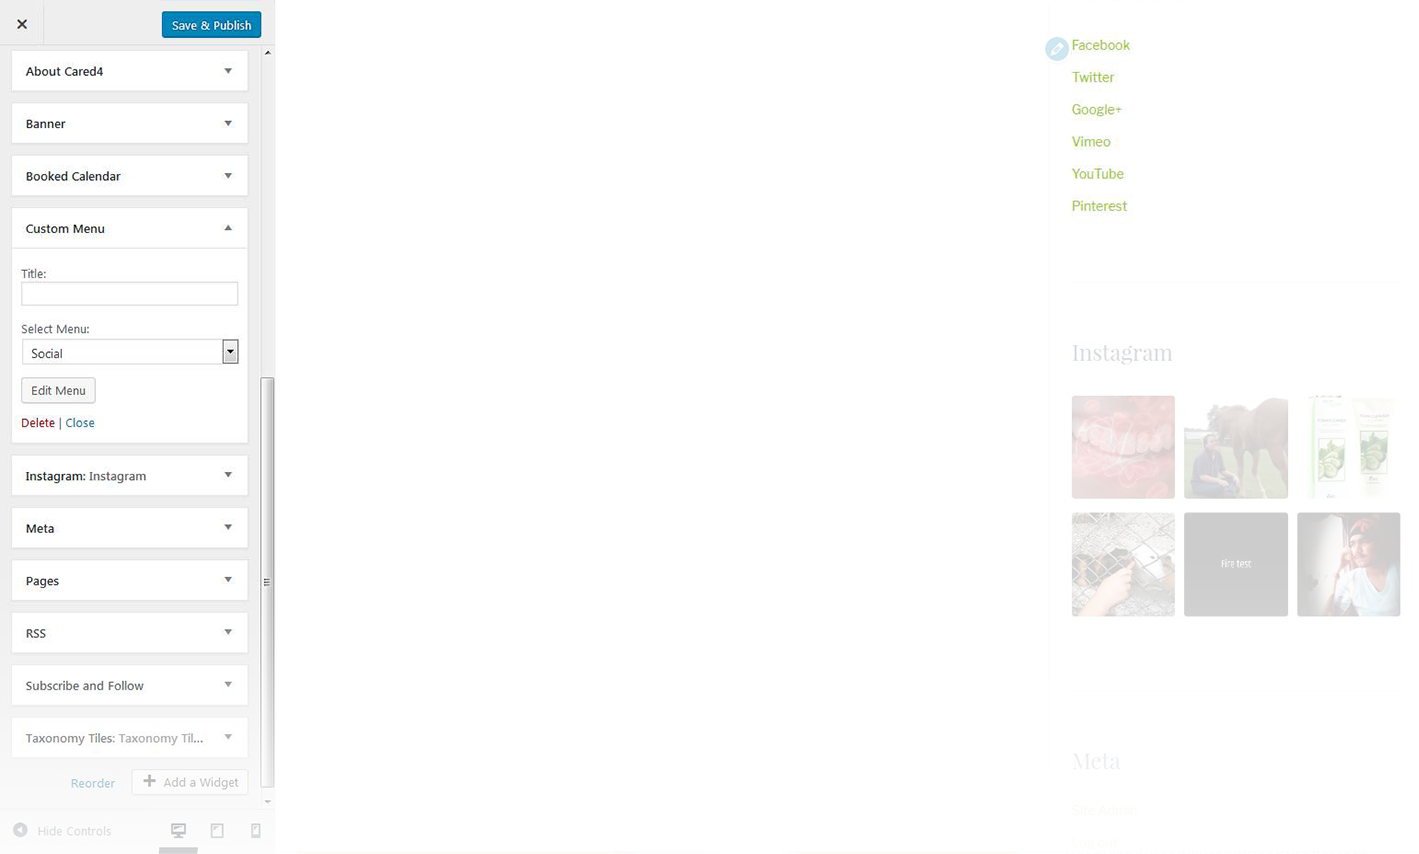 Save & Publish
About Cared4
Banner
Booked Calendar
Custom Menu
Title:
Select Menu:
Social
Edit Menu
Delete | Close
Instagram: Instagram
Meta
Pages
RSS
Subscribe and Follow
Taxonomy Tiles: Taxonomy Til...
Reorder
Add a Widget
Hide Controls
Facebook
Twitter
Google+
Vimeo
YouTube
Pinterest
Instagram
Fire test
Meta
Site Admin